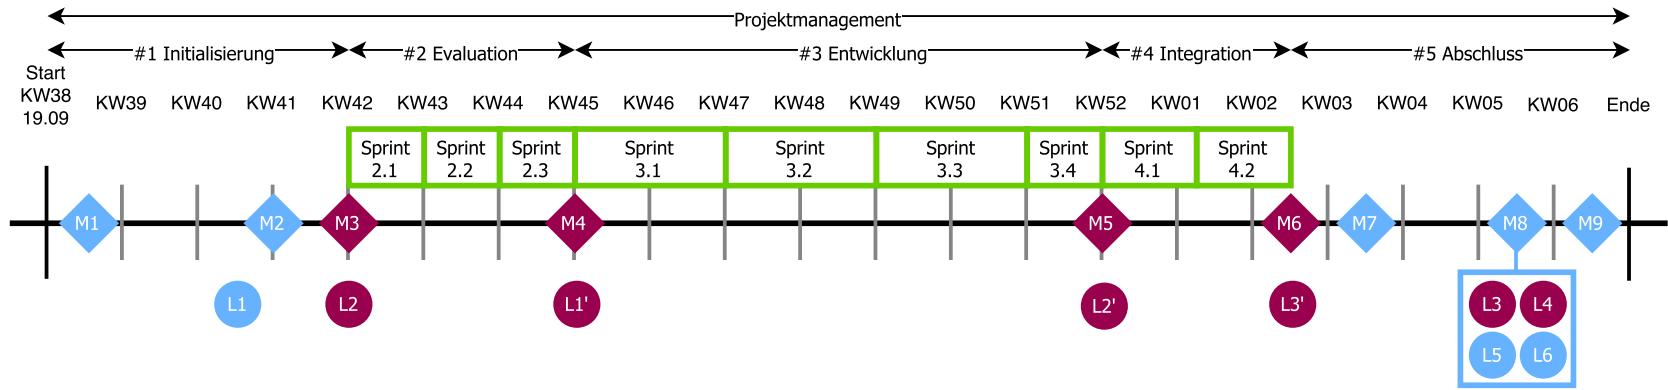 Projektmanagement
#1 Initialisierung #2 Evaluation #3 Entwicklung #4 Integration #5 Abschluss
Start
KW38
19.09
KW39 KW40 KW41 KW42 KW43 KW44 KW45 KW46 KW47 KW48 KW49 KW50 KW51 KW52 KW01 KW02 KW03 KW04 KW05 KW06 Ende
Sprint
2.1
Sprint
2.2
Sprint
2.3
Sprint
3.1
Sprint
3.2
Sprint
3.3
Sprint
3.4
Sprint
4.1
Sprint
4.2
M1 M2 M3 M4 M5 M6 M7 M8 M9
L1 L2 L1' L2' L3' L3 L4
L5 L6